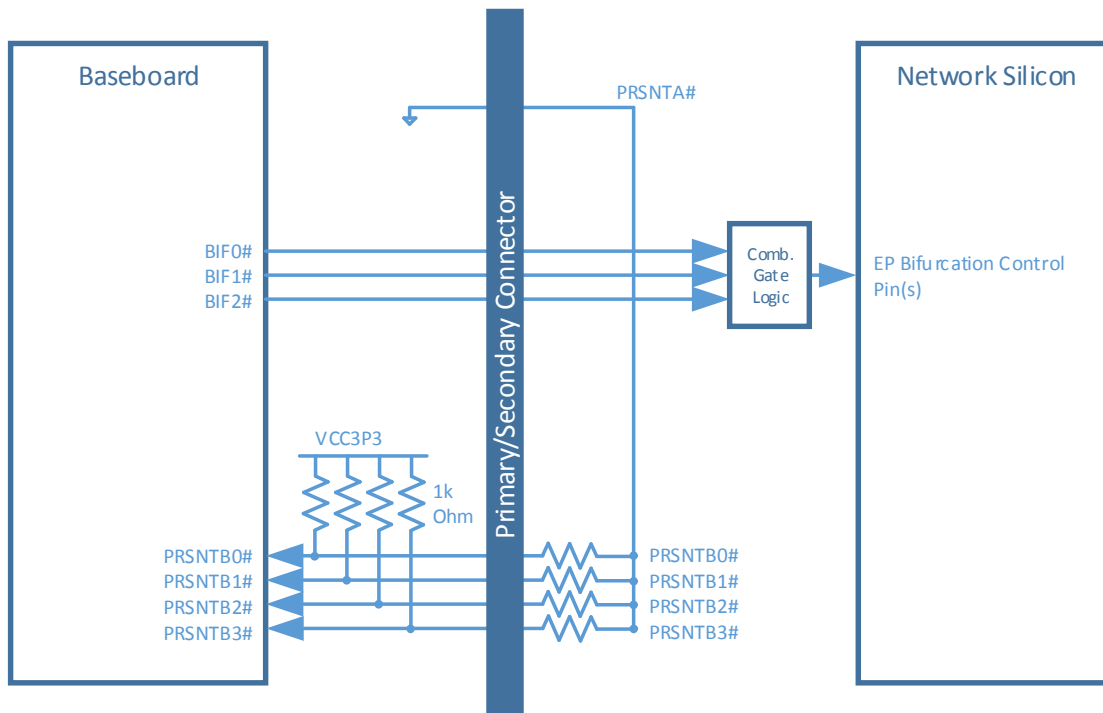 Baseboard
Network Silicon
PRSNTA#
Primary/Secondary Connector
BIF0#
BIF1#
BIF2#
Comb.
Gate
Logic
EP Bifurcation Control
Pin(s)
VCC3P3
1k
Ohm
PRSNTB0#
PRSNTB1#
PRSNTB2#
PRSNTB3#
PRSNTB0#
PRSNTB1#
PRSNTB2#
PRSNTB3#